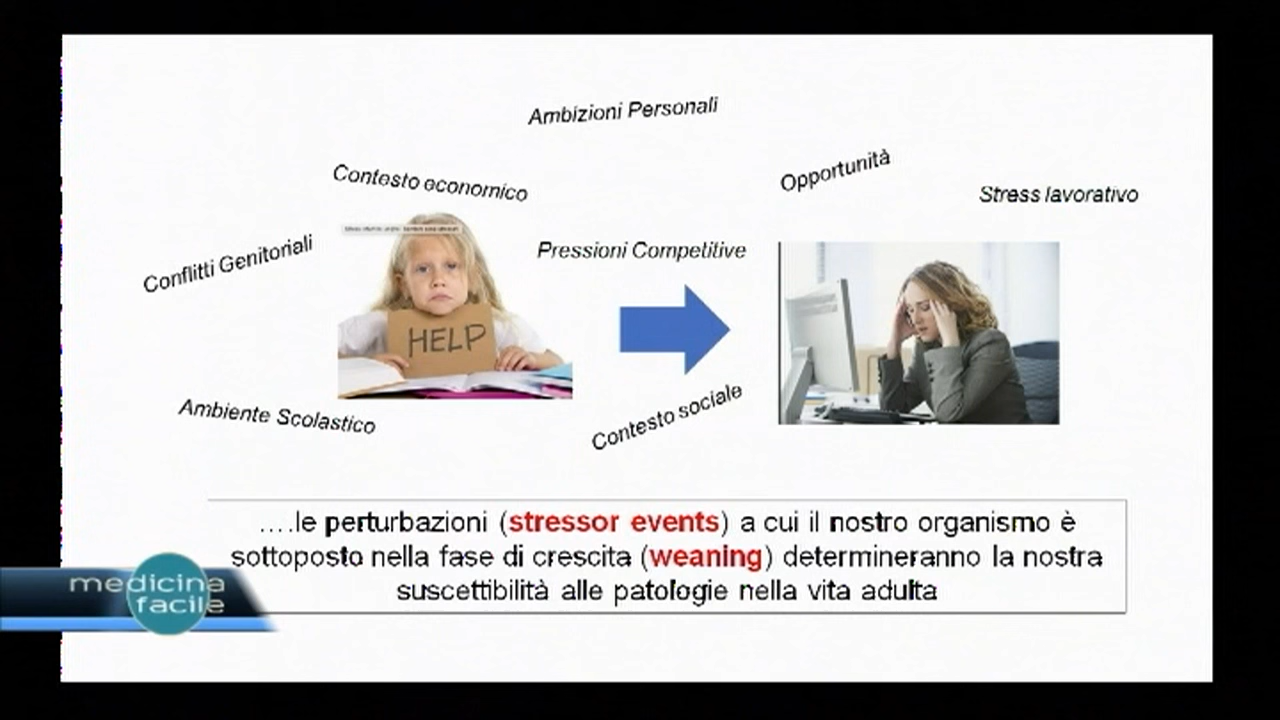 Ambizioni Personali
Contesto economico
Opportunità
Stress lavorativo
Conflitti Genitoriali
Pressioni Competitive
HELP
Ambiente Scolastico
Contesto sociale
….le perturbazioni (stressor events) a cui il nostro organismo è
sottoposto nella fase di crescita (weaning) determineranno la nostra
suscettibilità alle patologie nella vita adulta
medicina
facile